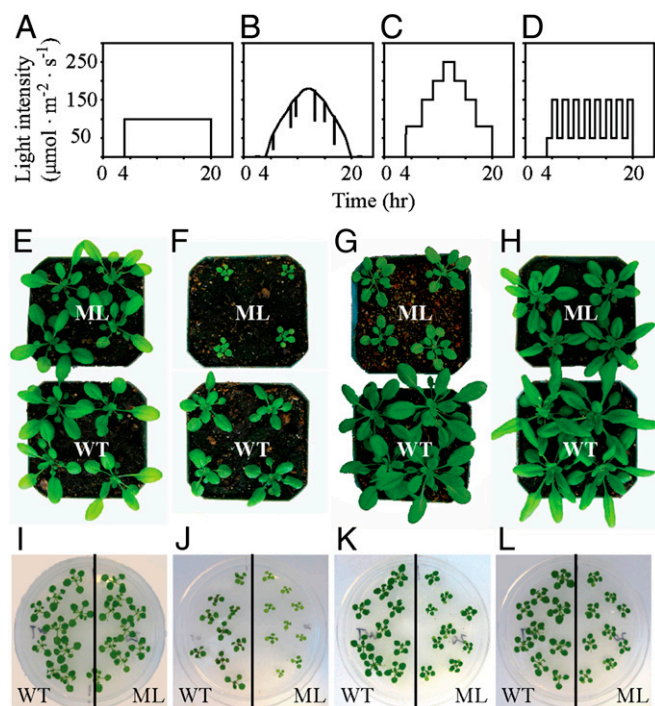 A B C D
Light intensity
(μmol · m⁻² · s⁻¹)
250
150
50
0 4 20 0 4 20 0 4 20 0 4 20
Time (hr)
E F G H
ML ML ML ML
WT WT WT WT
I J K L
WT ML WT ML WT ML WT ML